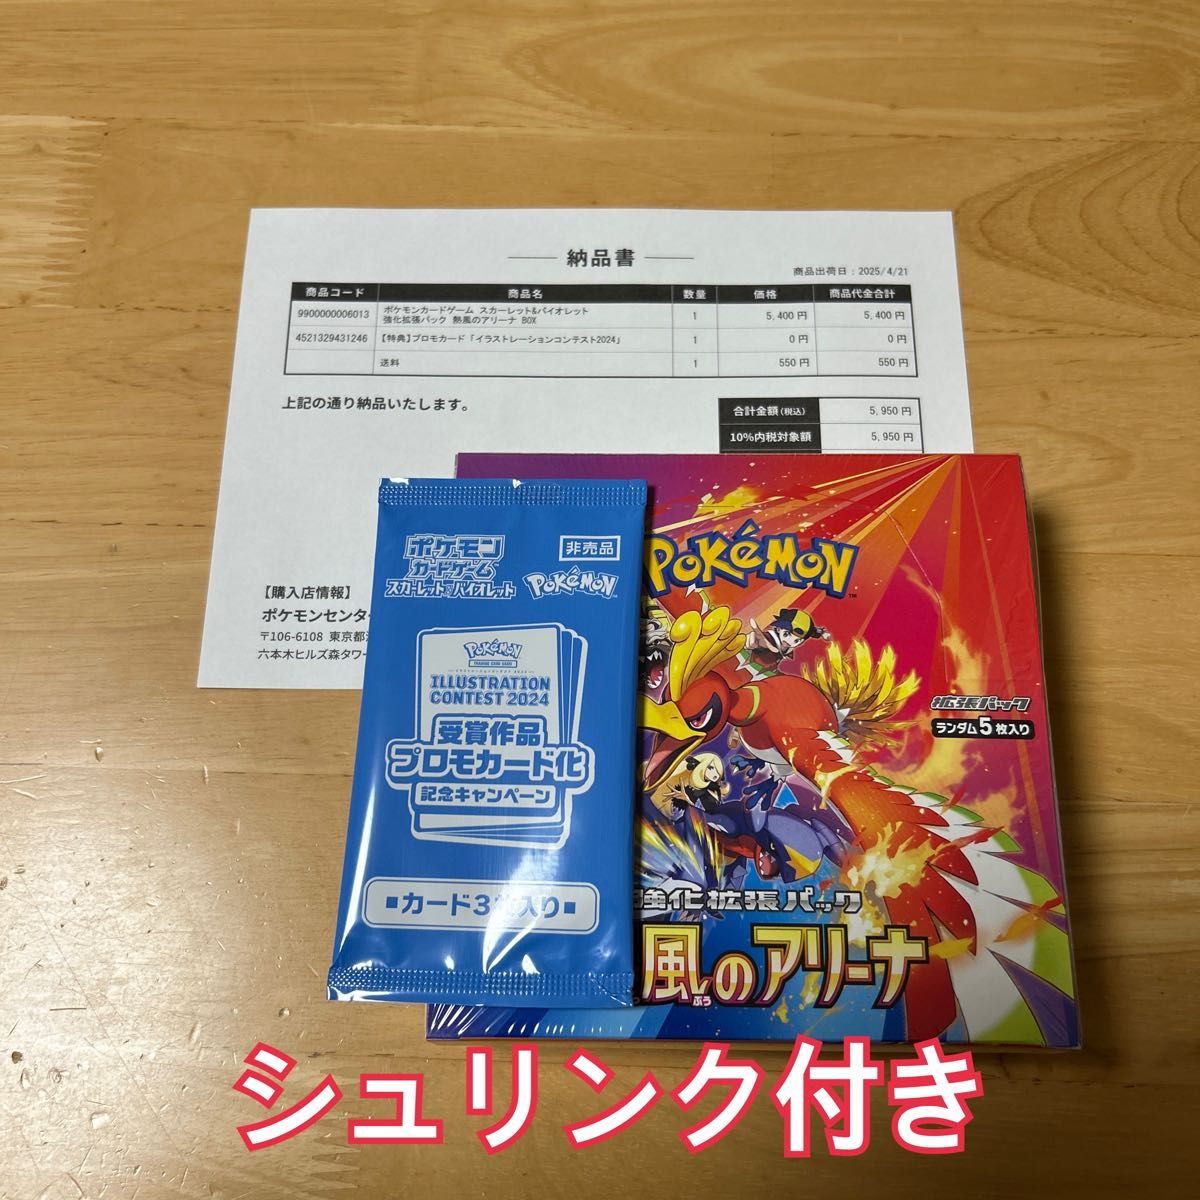 納品書
商品出荷日：2025/4/21
商品コード 商品名 数量 価格 商品代金合計
9900000006013 ポケモンカードゲーム スカーレット&バイオレット 1 5,400 円 5,400 円
強化拡張パック 熱風のアリーナ BOX
4521329431246 【特典】プロモカード「イラストレーションコンテスト2024」 1 0 円 0 円
送料 1 550 円 550 円
上記の通り納品いたします。
合計金額(税込) 5,950 円
10%内税対象額 5,950 円
【購入店情報】
ポケモンセンター
〒106-6108 東京都
六本木ヒルズ森タワー
ポケモン
カードゲーム
スカーレット&バイオレット
非売品
Pokémon
Pokémon
TRADING CARD GAME
ILLUSTRATION
CONTEST 2024
受賞作品
プロモカード化
記念キャンペーン
カード3枚入り
Pokémon
拡張パック
ランダム5枚入り
強化拡張パック
風のアリーナ
ぷう
シュリンク付き